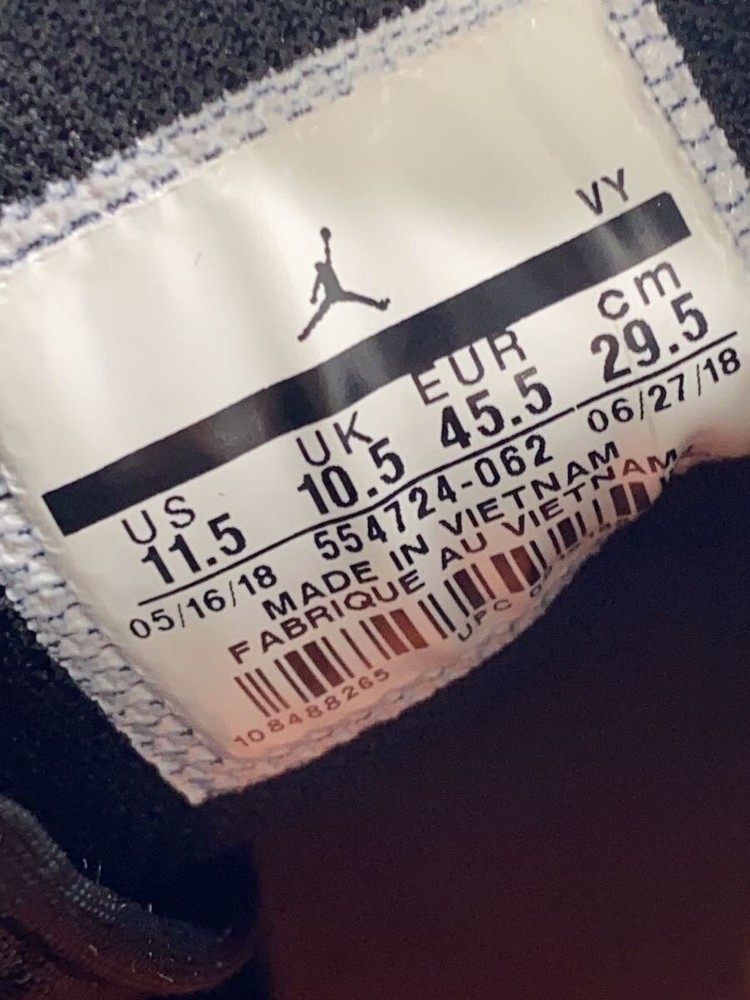 VY
US UK EUR cm
11.5 10.5 45.5 29.5
05/16/18 554724-062 06/27/18
MADE IN VIETNAM
FABRIQUE AU VIETNAM
108488265 UPC